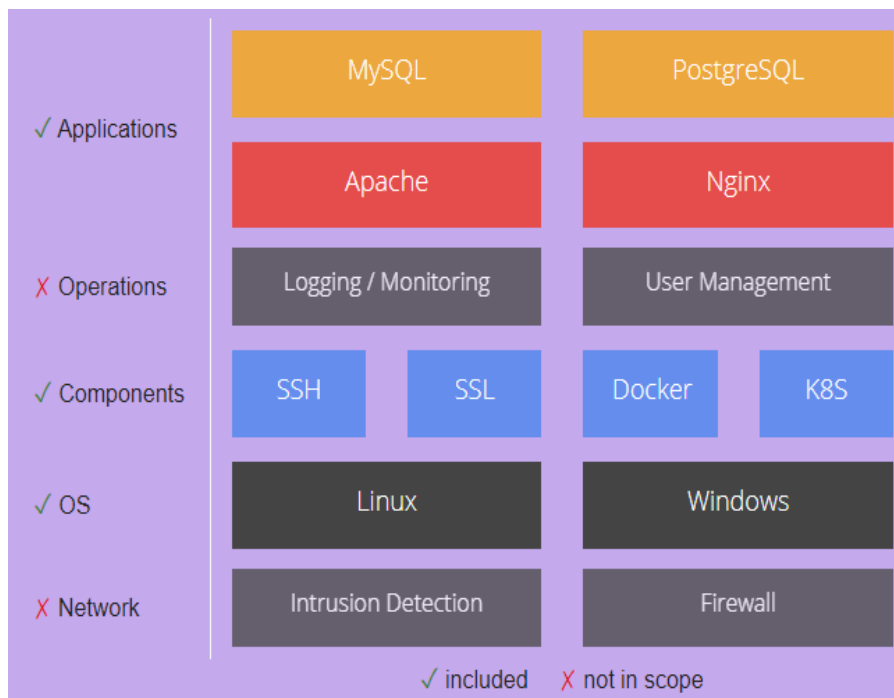 MySQL PostgreSQL
✓ Applications
Apache Nginx
✗ Operations Logging / Monitoring User Management
✓ Components SSH SSL Docker K8S
✓ OS Linux Windows
✗ Network Intrusion Detection Firewall
✓ included ✗ not in scope